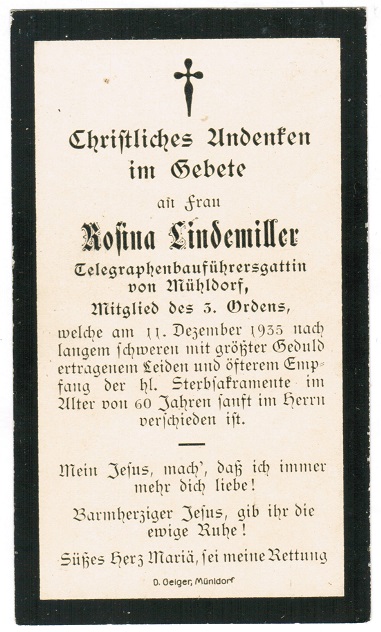 Christliches Andenken
im Gebete
an Frau
Rosina Lindemiller
Telegraphenbauführersgattin
von Mühldorf,
Mitglied des 3. Ordens,
welche am 11. Dezember 1935 nach
langem schweren mit größter Geduld
ertragenem Leiden und öfterem Emp-
fang der hl. Sterbsakramente im
Alter von 60 Jahren sanft im Herrn
verschieden ist.
Mein Jesus, mach', daß ich immer
mehr dich liebe!
Barmherziger Jesus, gib ihr die
ewige Ruhe!
Süßes Herz Mariä, sei meine Rettung
D. Geiger, Mühldorf